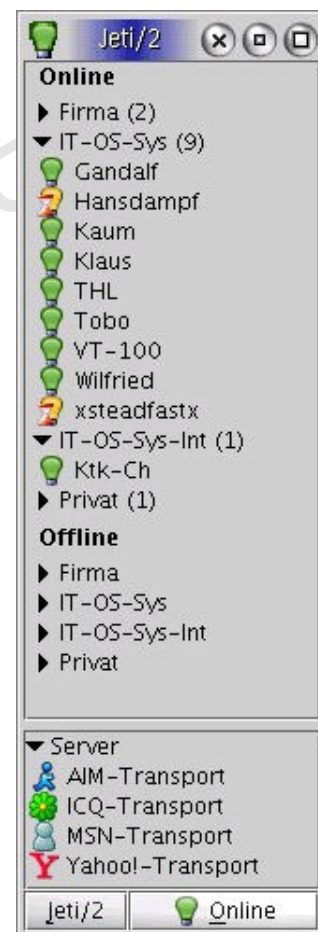 Jeti/2
Online
Firma (2)
IT-OS-Sys (9)
Gandalf
Hansdampf
Kaum
Klaus
THL
Tobo
VT-100
Wilfried
xsteadfastx
IT-OS-Sys-Int (1)
Ktk-Ch
Privat (1)
Offline
Firma
IT-OS-Sys
IT-OS-Sys-Int
Privat
Server
AIM-Transport
ICQ-Transport
MSN-Transport
Yahoo!-Transport
Jeti/2 Online